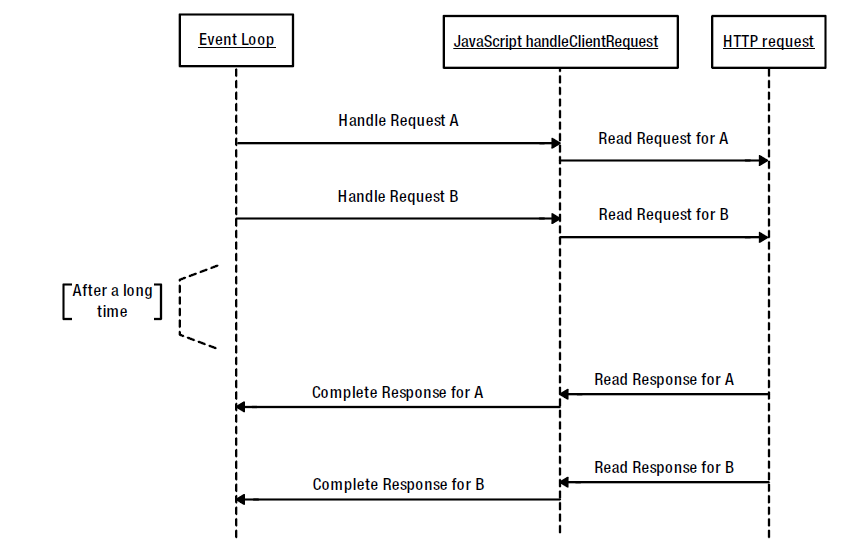 Event Loop
JavaScript handleClientRequest
HTTP request
Handle Request A
Read Request for A
Handle Request B
Read Request for B
After a long
time
Read Response for A
Complete Response for A
Read Response for B
Complete Response for B